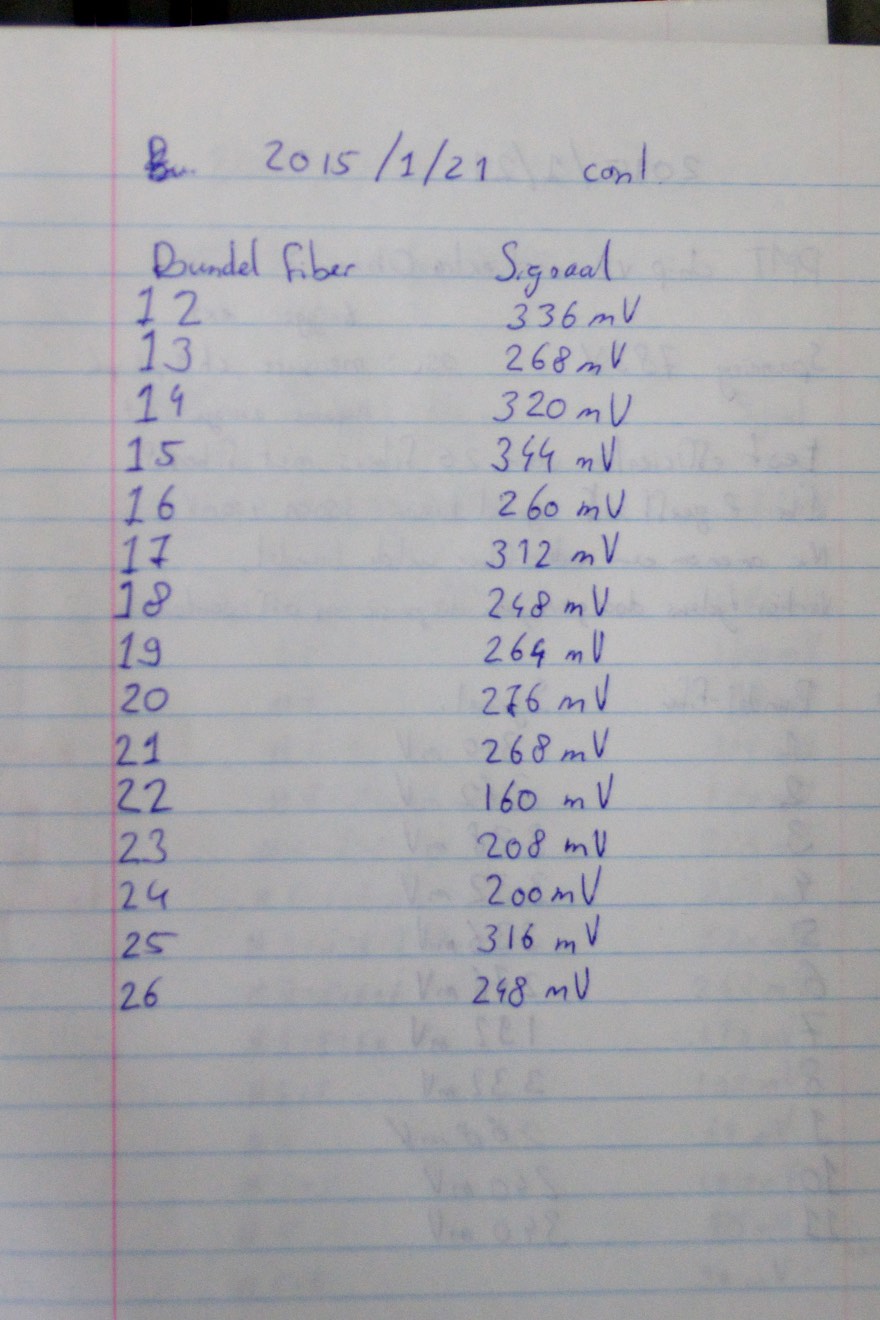 2015/1/21 cont.
Bundel fiber Signaal
12 336 mV
13 268 mV
14 320 mV
15 344 mV
16 260 mV
17 312 mV
18 248 mV
19 264 mV
20 276 mV
21 268 mV
22 160 mV
23 208 mV
24 200 mV
25 316 mV
26 248 mV